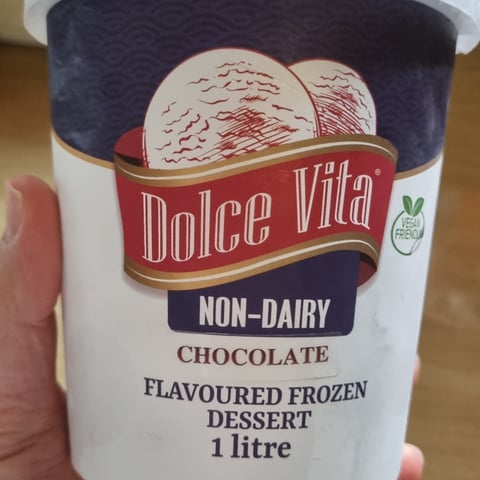 Dolce Vita®
VEGAN
FRIENDLY
NON-DAIRY
CHOCOLATE
FLAVOURED FROZEN
DESSERT
1 litre